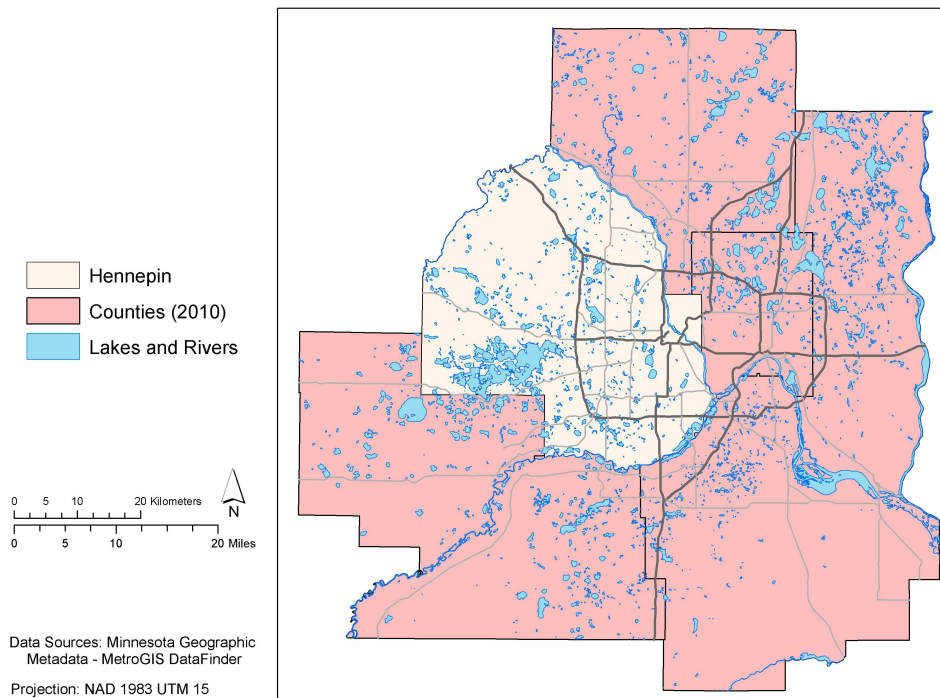 Hennepin
Counties (2010)
Lakes and Rivers
0 5 10 20 Kilometers
N
0 5 10 20 Miles
Data Sources: Minnesota Geographic
Metadata - MetroGIS DataFinder
Projection: NAD 1983 UTM 15